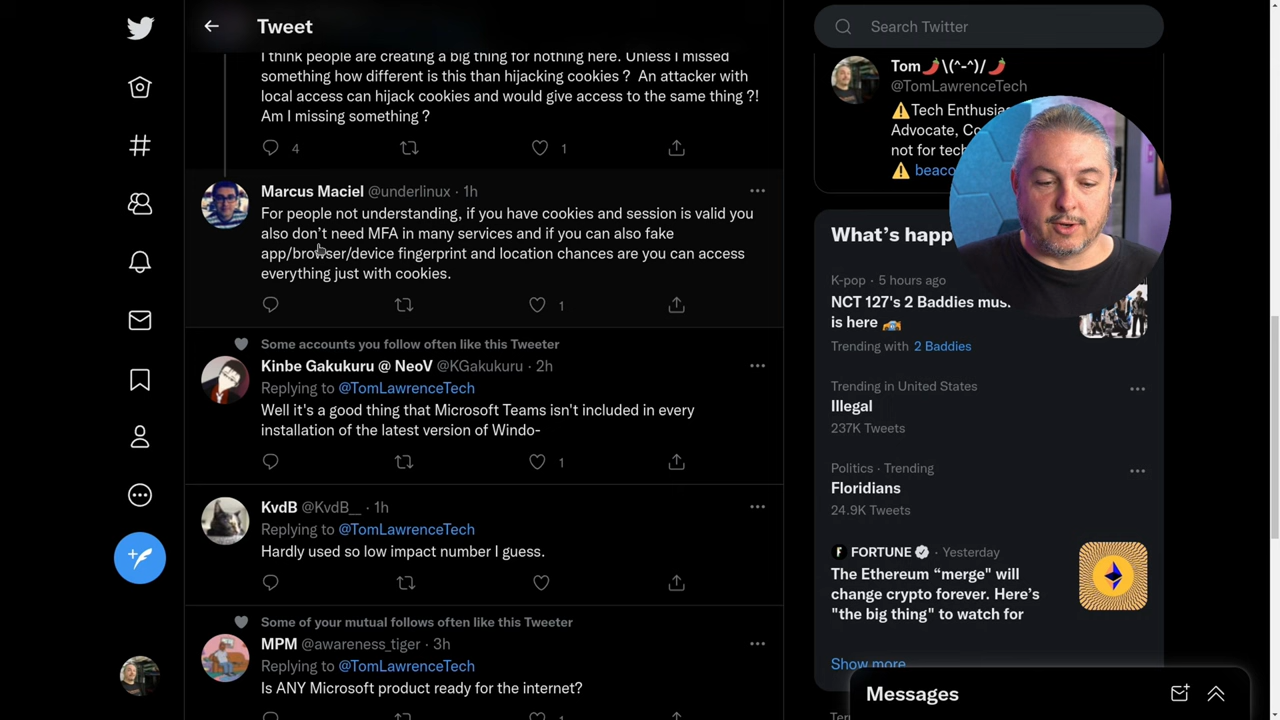 Tweet
I think people are creating a big thing for nothing here. Unless I missed
something how different is this than hijacking cookies ? An attacker with
local access can hijack cookies and would give access to the same thing ?!
Am I missing something ?
4
1
Marcus Maciel @underlinux · 1h
For people not understanding, if you have cookies and session is valid you
also don't need MFA in many services and if you can also fake
app/browser/device fingerprint and location chances are you can access
everything just with cookies.
1
Some accounts you follow often like this Tweeter
Kinbe Gakukuru @ NeoV @KGakukuru · 2h
Replying to @TomLawrenceTech
Well it's a good thing that Microsoft Teams isn't included in every
installation of the latest version of Windo-
1
KvdB @KvdB__ · 1h
Replying to @TomLawrenceTech
Hardly used so low impact number I guess.
Some of your mutual follows often like this Tweeter
MPM @awareness_tiger · 3h
Replying to @TomLawrenceTech
Is ANY Microsoft product ready for the internet?
1
Search Twitter
Tom🌶️\(^-^)/🌶️
@TomLawrenceTech
⚠️Tech
Advocate,
not for tech
⚠️
What's
K-pop · 5 hours ago
NCT 127's 2 Baddies
is here
Trending with 2 Baddies
Trending in United States
Illegal
237K Tweets
Politics · Trending
Floridians
24.9K Tweets
F FORTUNE · Yesterday
The Ethereum “merge" will
change crypto forever. Here's
"the big thing" to watch for
Show more
Messages